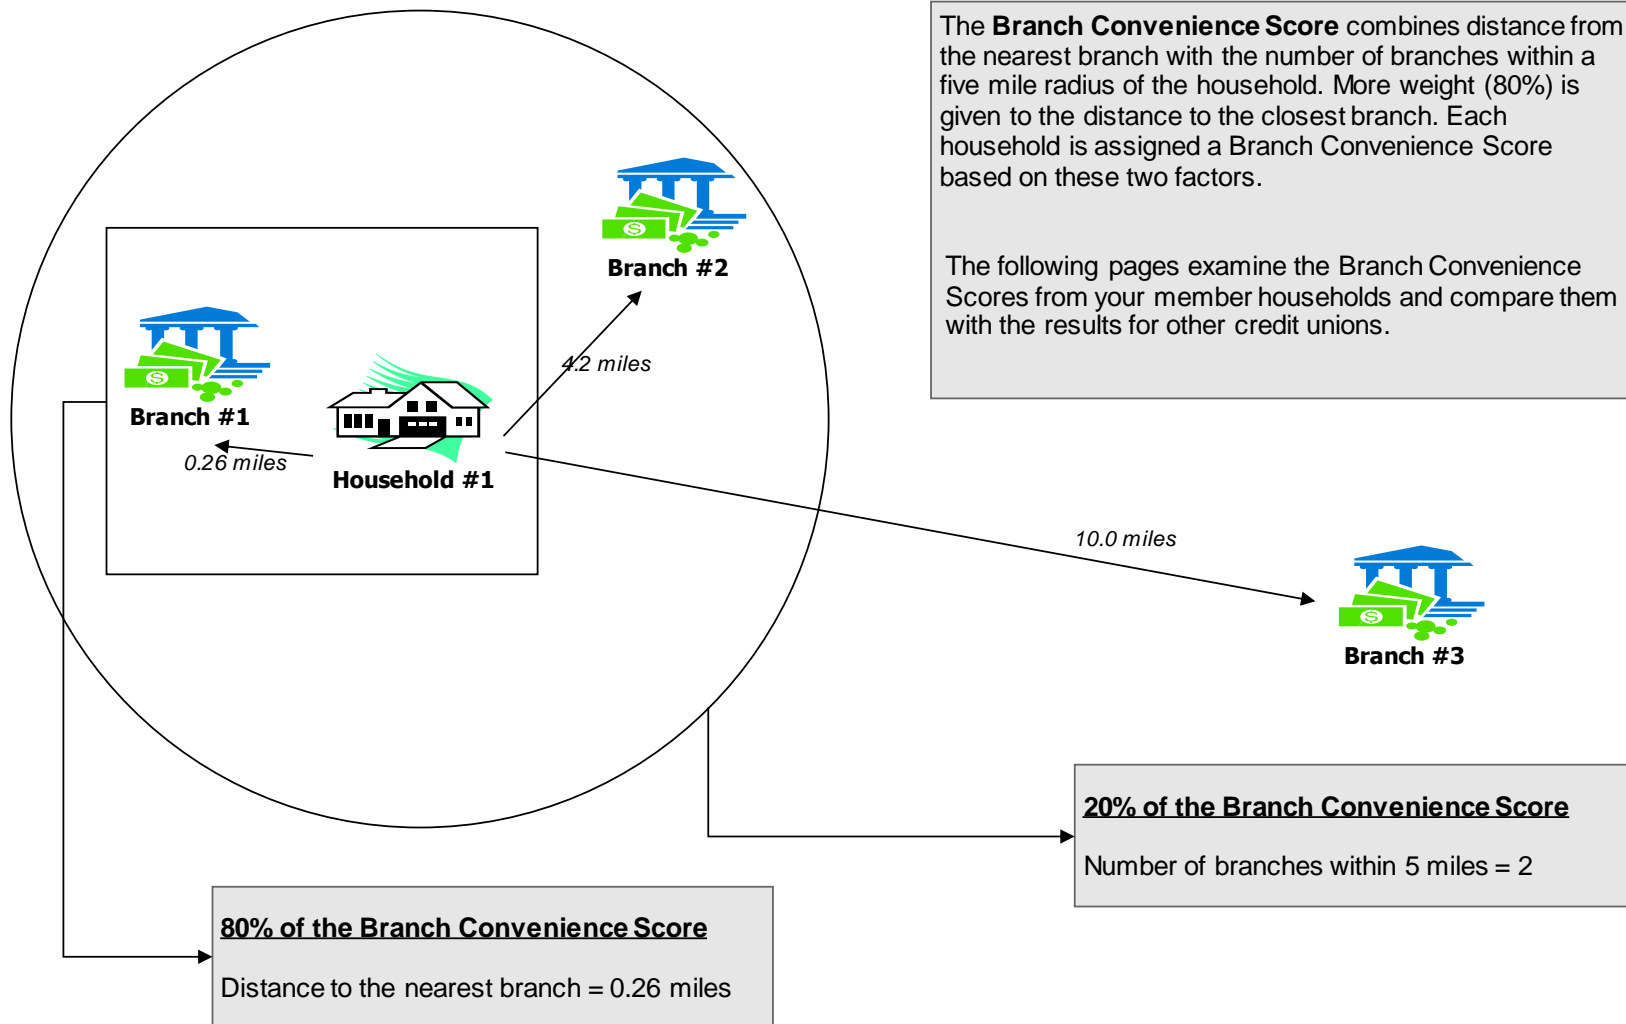 The Branch Convenience Score combines distance from
the nearest branch with the number of branches within a
five mile radius of the household. More weight (80%) is
given to the distance to the closest branch. Each
household is assigned a Branch Convenience Score
based on these two factors.
The following pages examine the Branch Convenience
Scores from your member households and compare them
with the results for other credit unions.
$
Branch #2
4.2 miles
$
Branch #1
0.26 miles
Household #1
10.0 miles
$
Branch #3
20% of the Branch Convenience Score
Number of branches within 5 miles = 2
80% of the Branch Convenience Score
Distance to the nearest branch = 0.26 miles